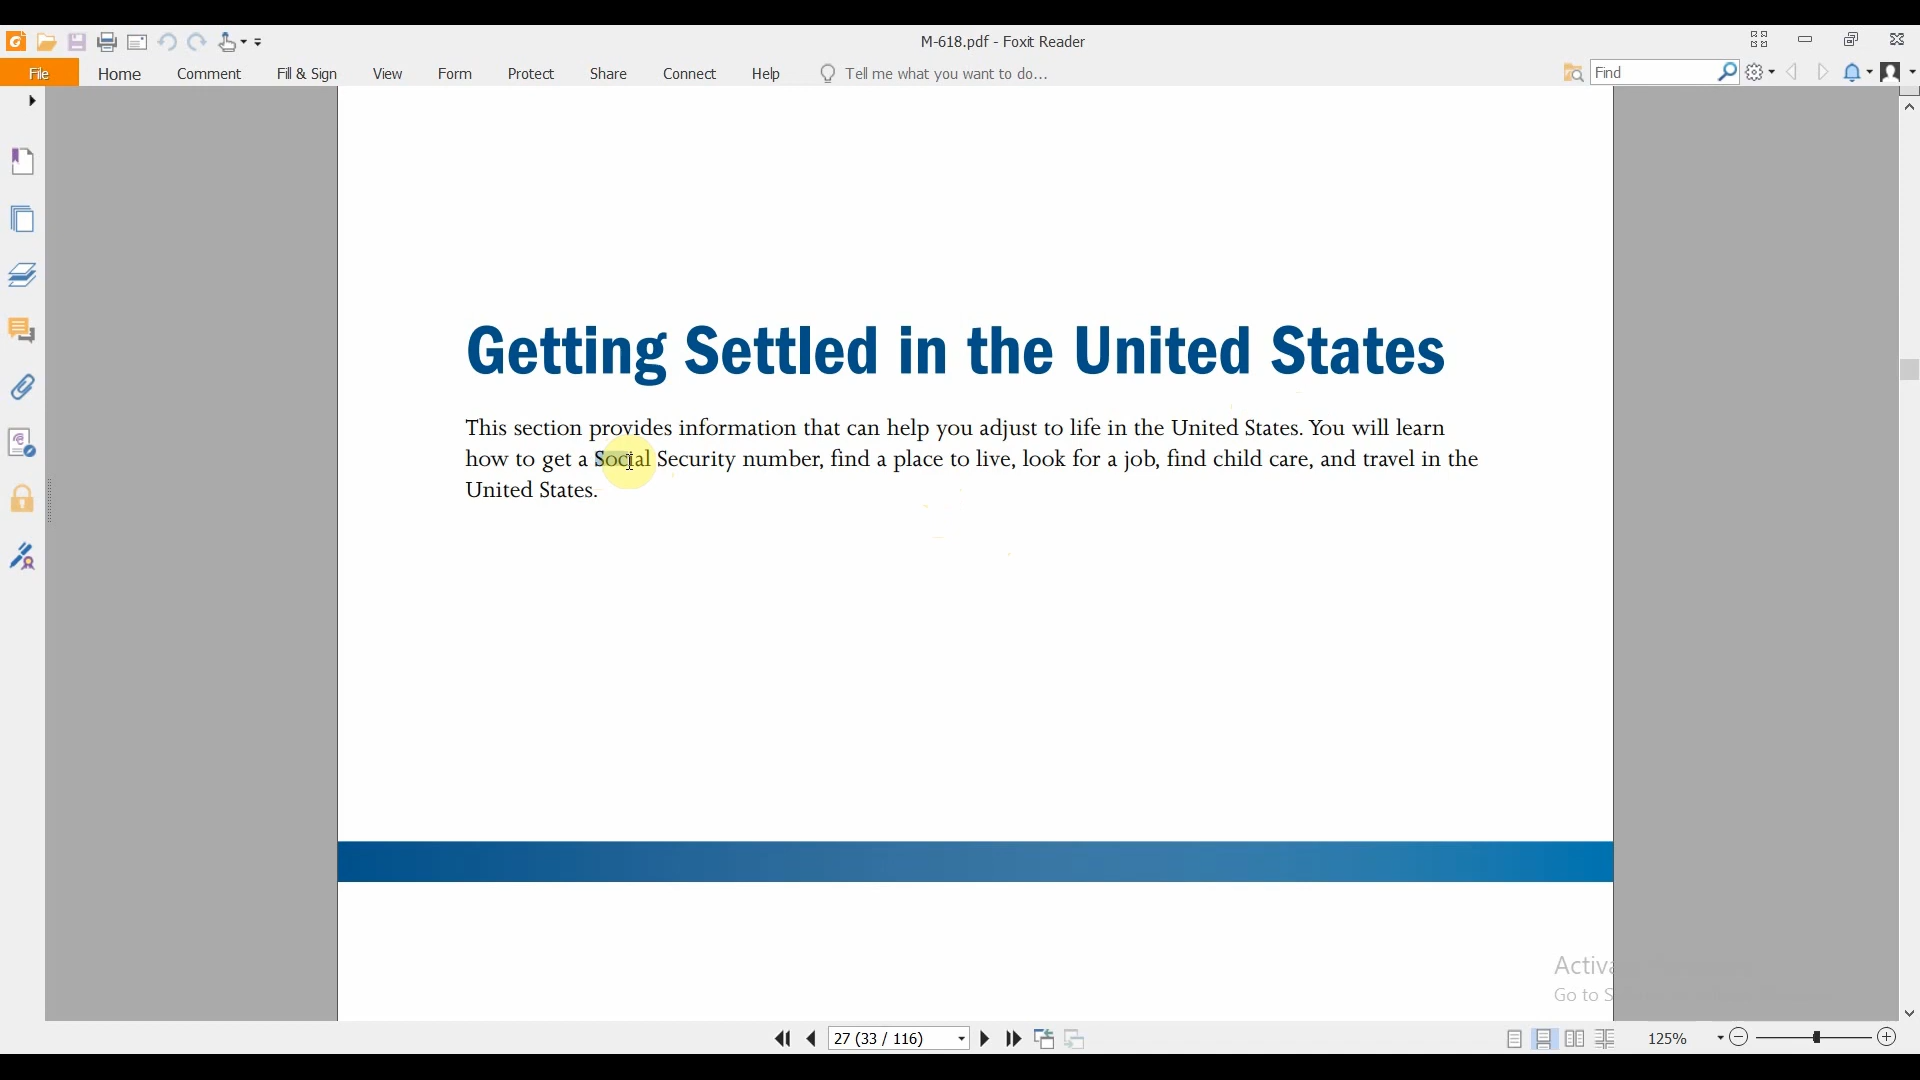 M-618.pdf - Foxit Reader
File Home Comment Fill & Sign View Form Protect Share Connect Help Tell me what you want to do... Find
Getting Settled in the United States
This section provides information that can help you adjust to life in the United States. You will learn
how to get a Social Security number, find a place to live, look for a job, find child care, and travel in the
United States.
Activa
Go to S
27 (33 / 116) 125%